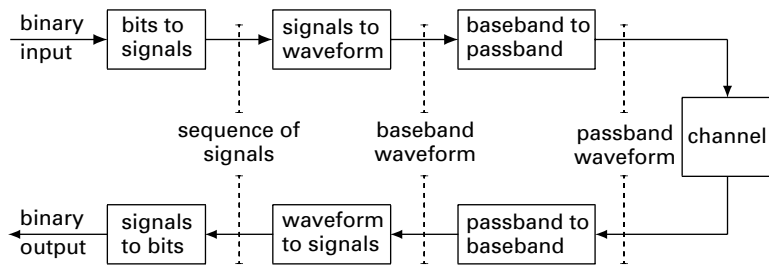 binary
input
bits to
signals
signals to
waveform
baseband to
passband
sequence of
signals
baseband
waveform
passband
waveform
channel
binary
output
signals
to bits
waveform
to signals
passband to
baseband